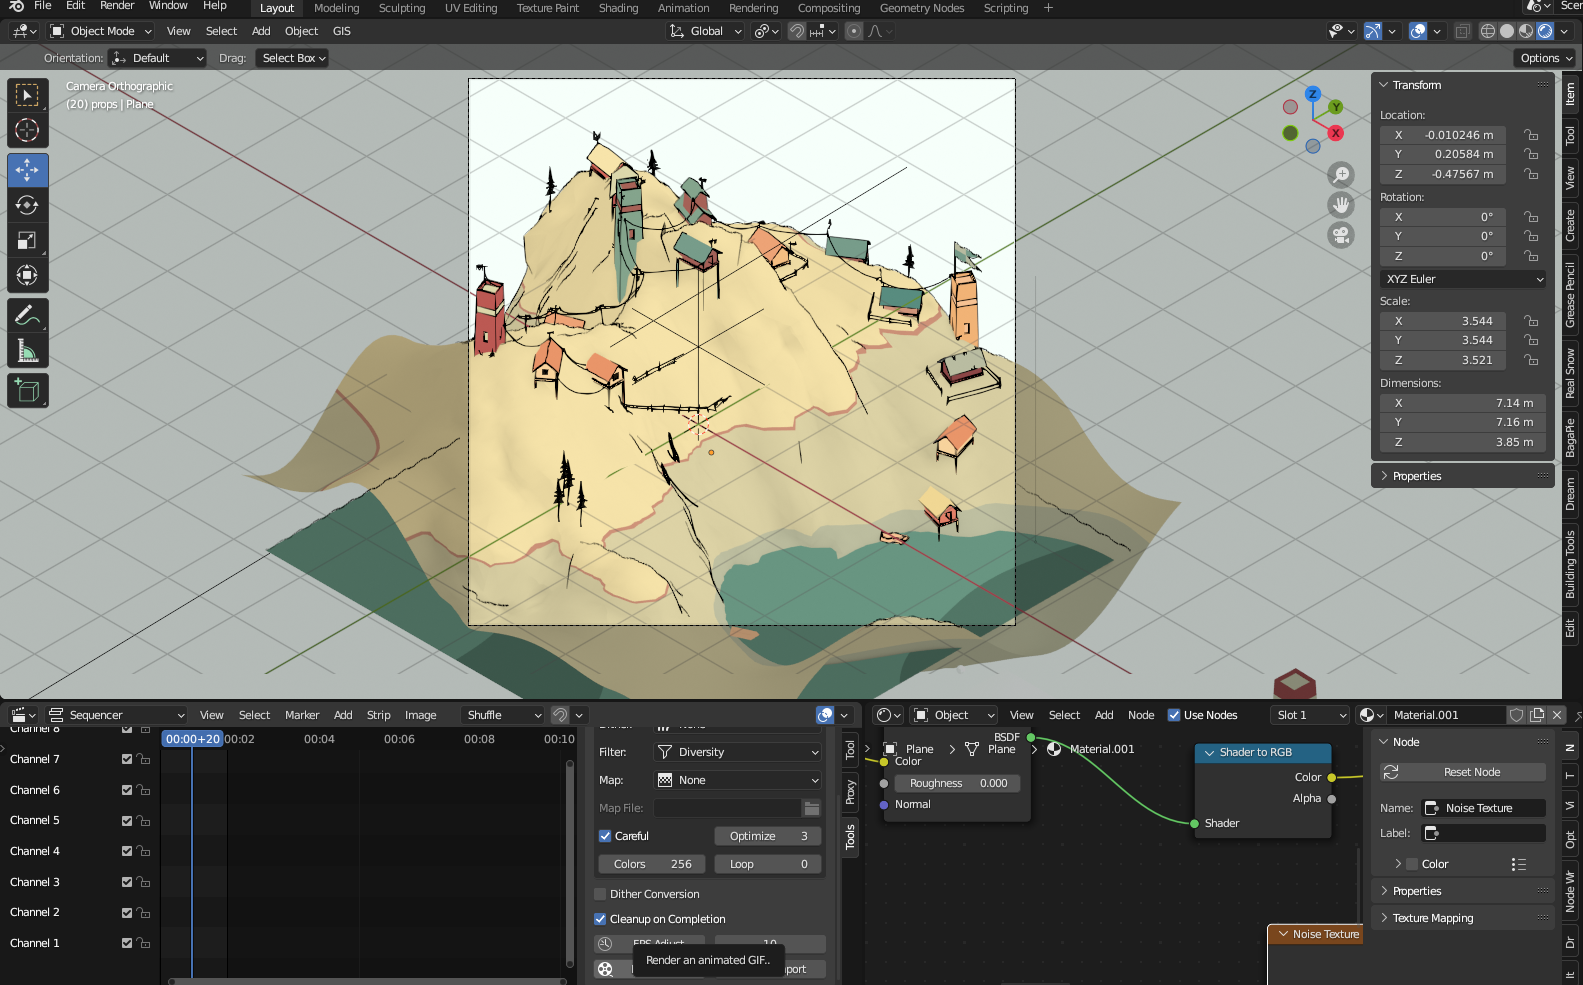 File Edit Render Window Help Layout Modeling Sculpting UV Editing Texture Paint Shading Animation Rendering Compositing Geometry Nodes Scripting +
Object Mode View Select Add Object GIS Global
Orientation: Default Drag: Select Box Options
Camera Orthographic
(20) props | Plane
Z
Y
X
Transform
Location:
X -0.010246 m
Y 0.20584 m
Z -0.47567 m
Rotation:
X 0°
Y 0°
Z 0°
XYZ Euler
Scale:
X 3.544
Y 3.544
Z 3.521
Dimensions:
X 7.14 m
Y 7.16 m
Z 3.85 m
Properties
Item
Tool
View
Create
Grease Pencil
Real Snow
BagaPie
Dream
Building Tools
Edit
Sequencer View Select Marker Add Strip Image Shuffle
00:00+20 00:02 00:04 00:06 00:08 00:10
Channel 8
Channel 7
Channel 6
Channel 5
Channel 4
Channel 3
Channel 2
Channel 1
Filter: Diversity
Map: None
Map File:
Careful Optimize 3
Colors 256 Loop 0
Dither Conversion
Cleanup on Completion
FPS Adjust 10
Render an animated GIF..
Tool
Proxy
Tools
Object View Select Add Node Use Nodes Slot 1 Material.001
Plane Plane Material.001
BSDF
Color
Roughness 0.000
Normal
Shader to RGB
Color
Alpha
Shader
Noise Texture
Node
Reset Node
Name: Noise Texture
Label:
Color
Properties
Texture Mapping
N
T
Vi
Opt
Node Wr
Dr